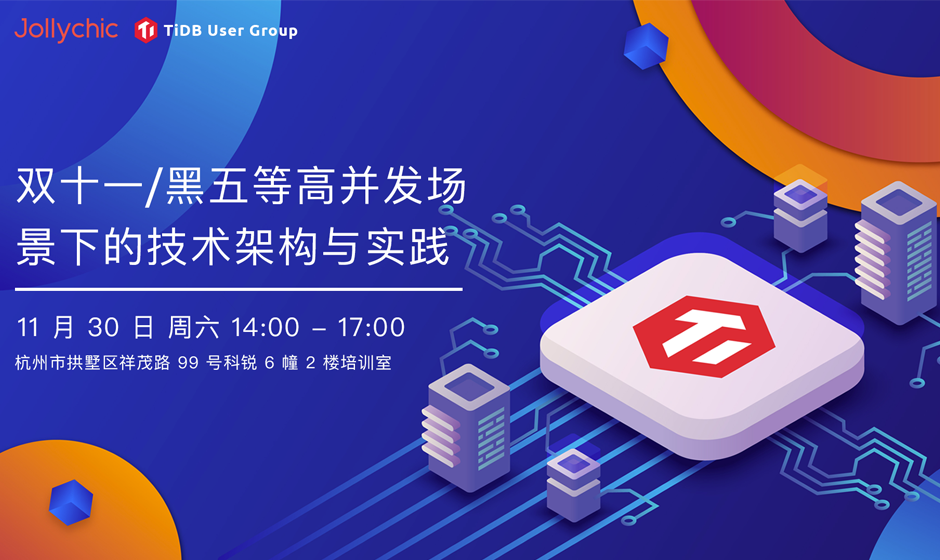 Jollychic TiDB User Group
双十一/黑五等高并发场
景下的技术架构与实践
11 月 30 日 周六 14:00 – 17:00
杭州市拱墅区祥茂路 99 号科锐 6 幢 2 楼培训室